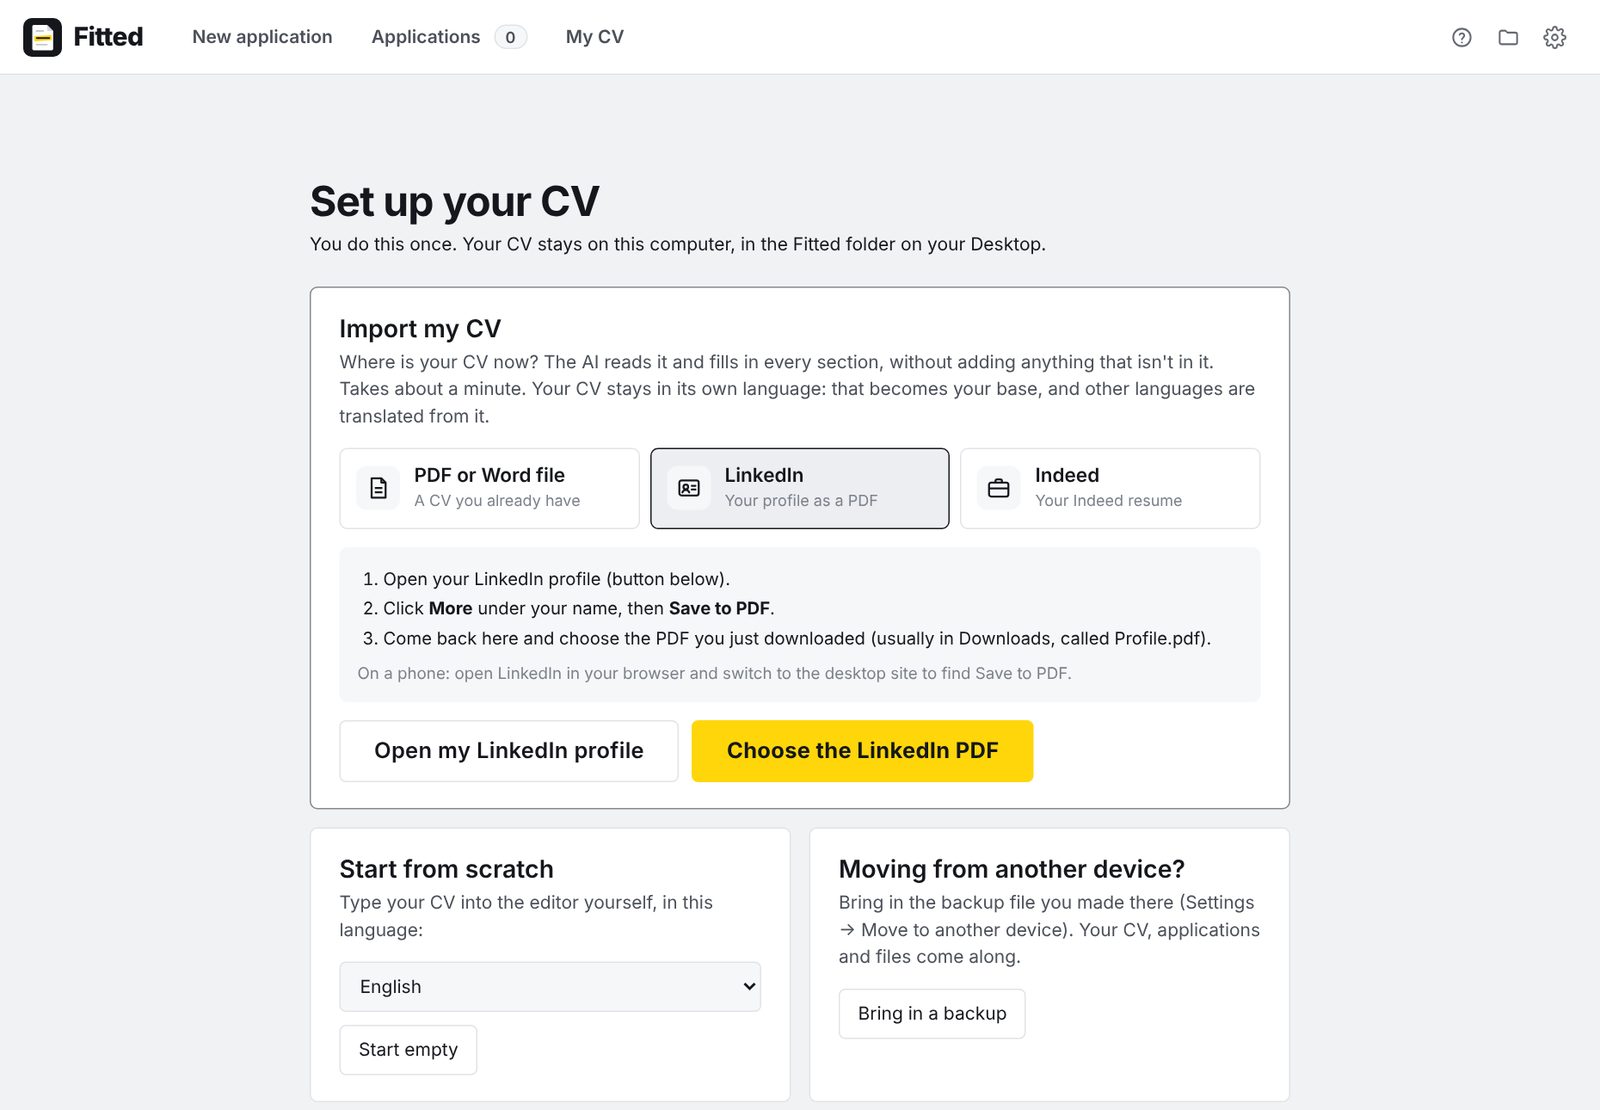 Fitted
New application
Applications 0
My CV
Set up your CV
You do this once. Your CV stays on this computer, in the Fitted folder on your Desktop.
Import my CV
Where is your CV now? The AI reads it and fills in every section, without adding anything that isn't in it.
Takes about a minute. Your CV stays in its own language: that becomes your base, and other languages are
translated from it.
PDF or Word file
A CV you already have
LinkedIn
Your profile as a PDF
Indeed
Your Indeed resume
1. Open your LinkedIn profile (button below).
2. Click More under your name, then Save to PDF.
3. Come back here and choose the PDF you just downloaded (usually in Downloads, called Profile.pdf).
On a phone: open LinkedIn in your browser and switch to the desktop site to find Save to PDF.
Open my LinkedIn profile
Choose the LinkedIn PDF
Start from scratch
Type your CV into the editor yourself, in this
language:
English
Start empty
Moving from another device?
Bring in the backup file you made there (Settings
→ Move to another device). Your CV, applications
and files come along.
Bring in a backup